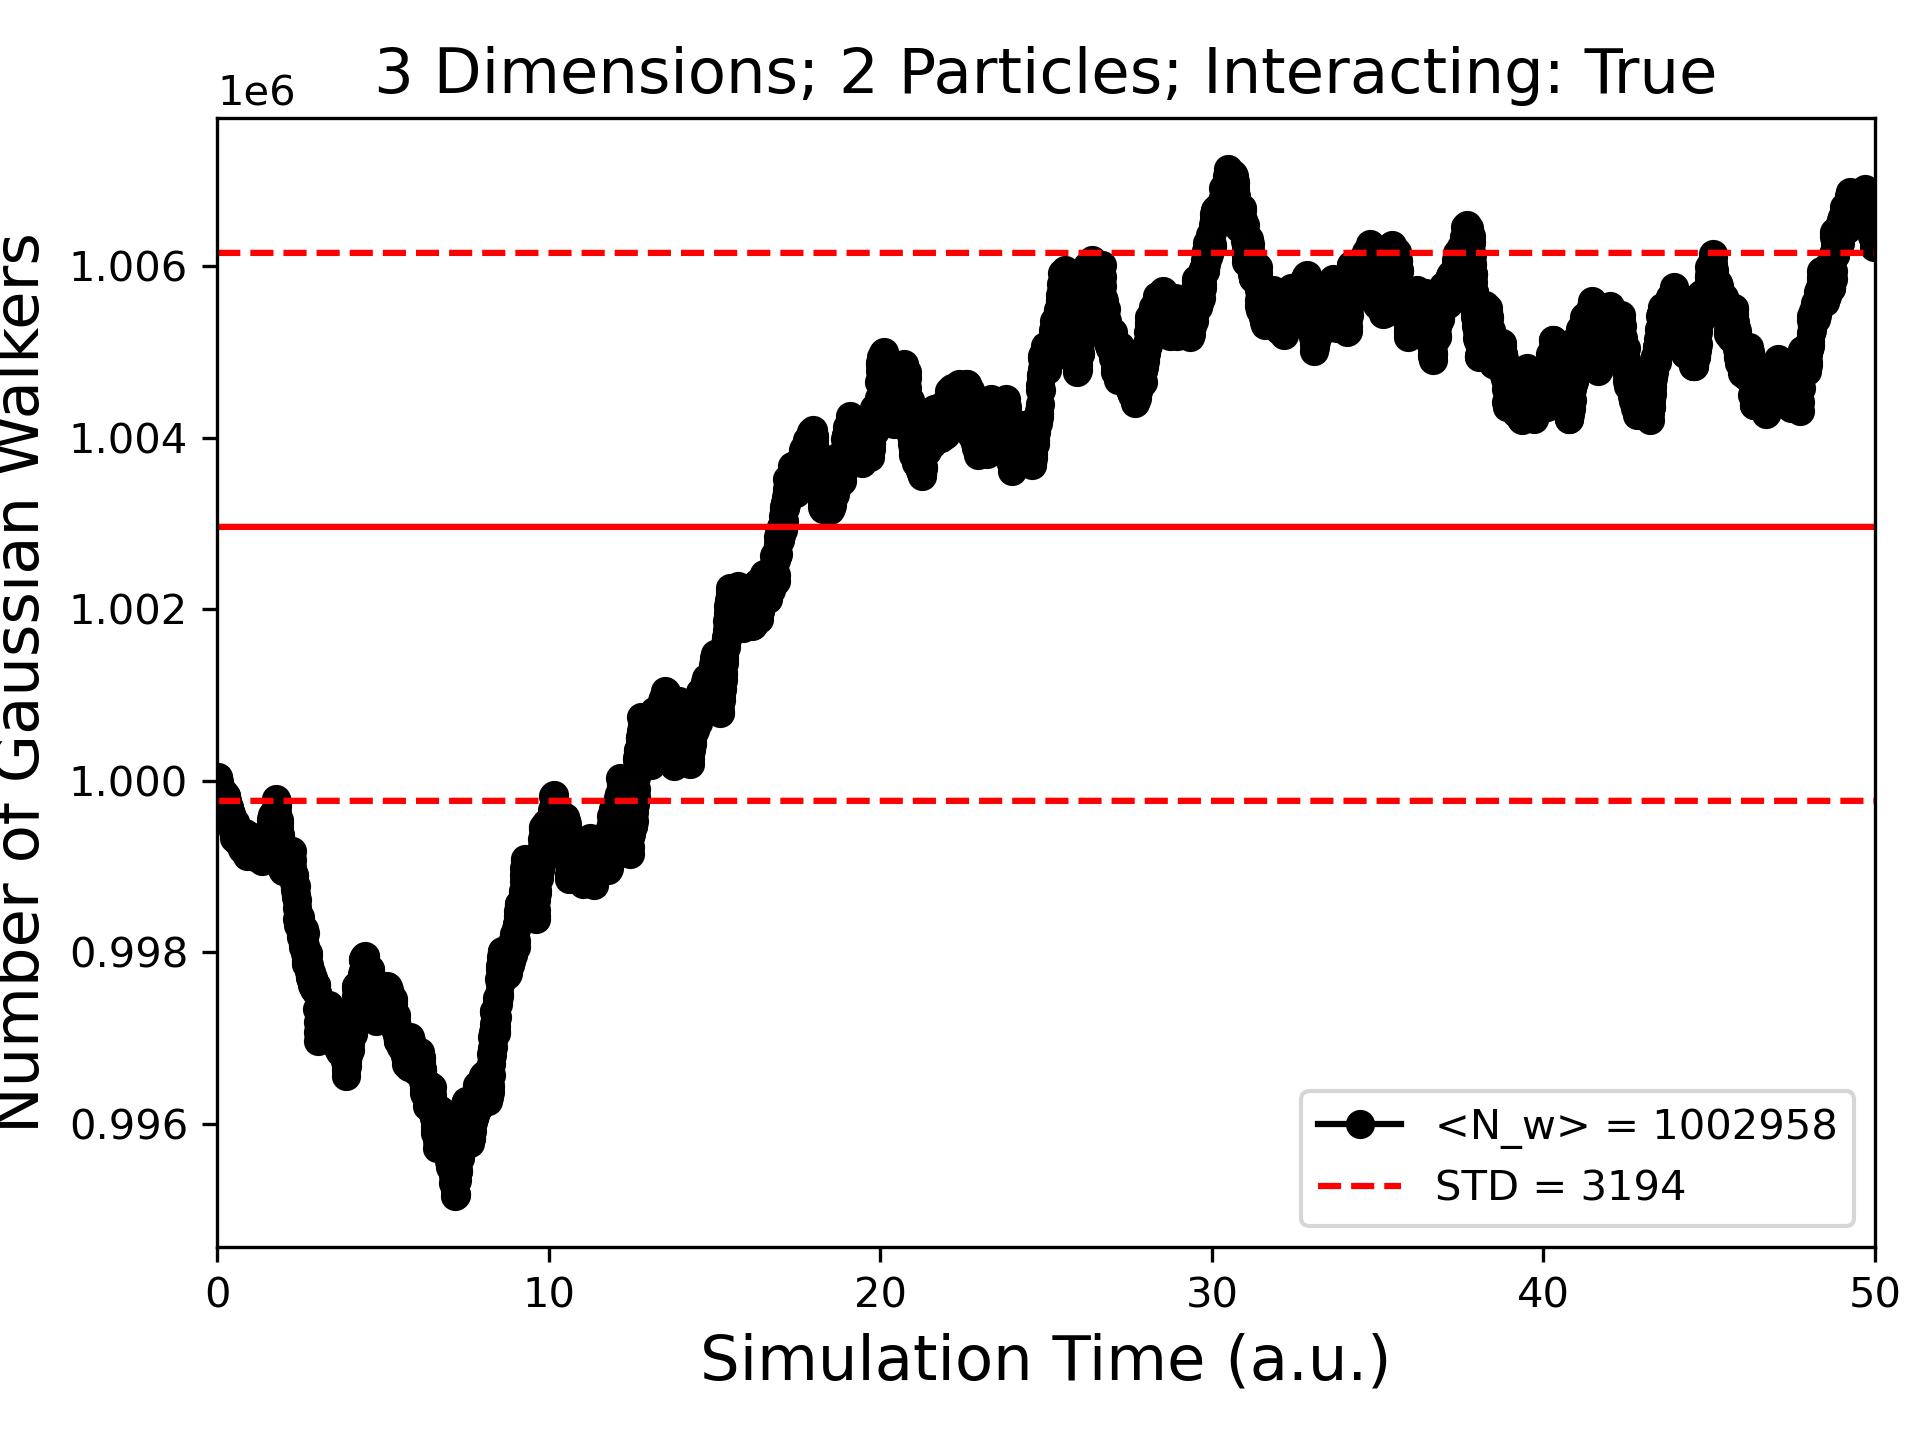 3 Dimensions; 2 Particles; Interacting: True
1e6
Number of Gaussian Walkers
1.006
1.004
1.002
1.000
0.998
0.996
<N_w> = 1002958
STD = 3194
0 10 20 30 40 50
Simulation Time (a.u.)